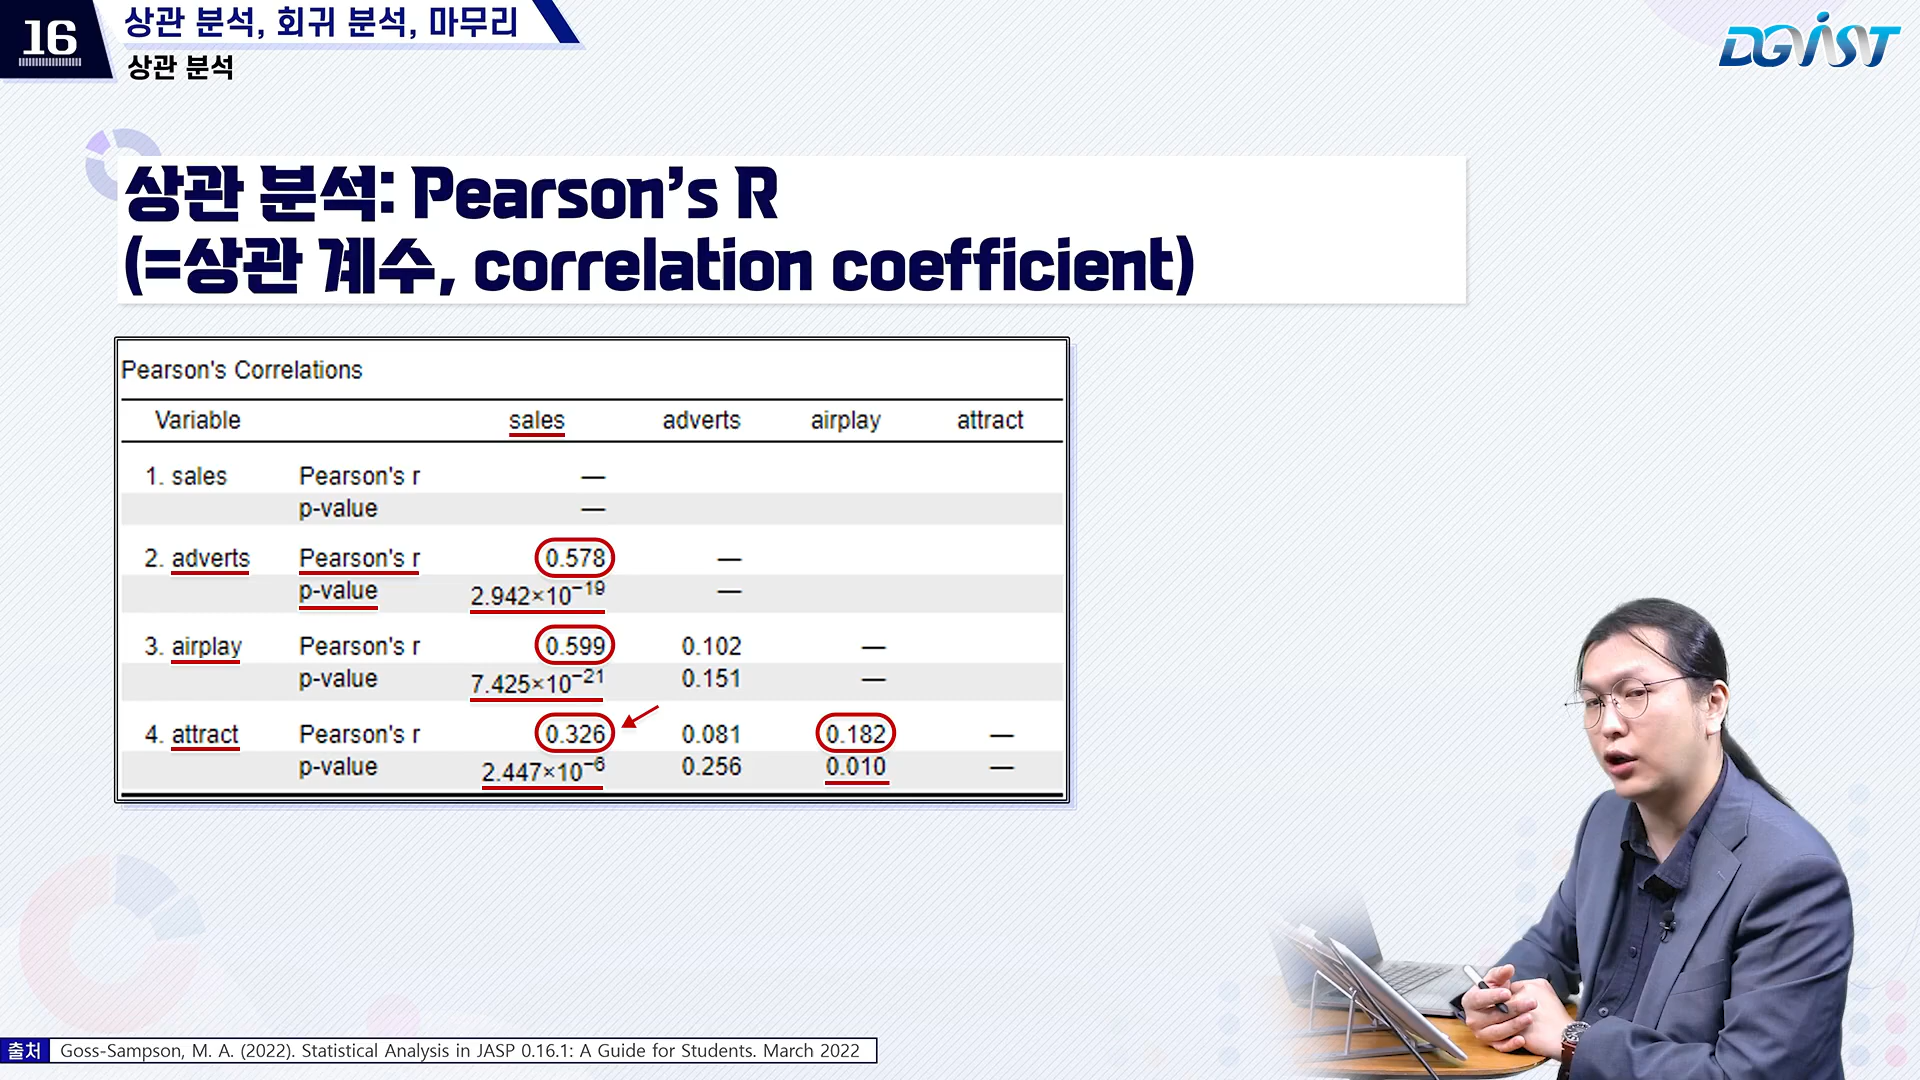 16
상관 분석, 회귀 분석, 마무리
상관 분석
DGIST
상관 분석: Pearson’s R
(=상관 계수, correlation coefficient)
Pearson's Correlations
Variable sales adverts airplay attract
1. sales Pearson's r —
p-value —
2. adverts Pearson's r 0.578 —
p-value 2.942×10⁻¹⁹ —
3. airplay Pearson's r 0.599 0.102 —
p-value 7.425×10⁻²¹ 0.151 —
4. attract Pearson's r 0.326 0.081 0.182 —
p-value 2.447×10⁻⁶ 0.256 0.010 —
출처 Goss-Sampson, M. A. (2022). Statistical Analysis in JASP 0.16.1: A Guide for Students. March 2022